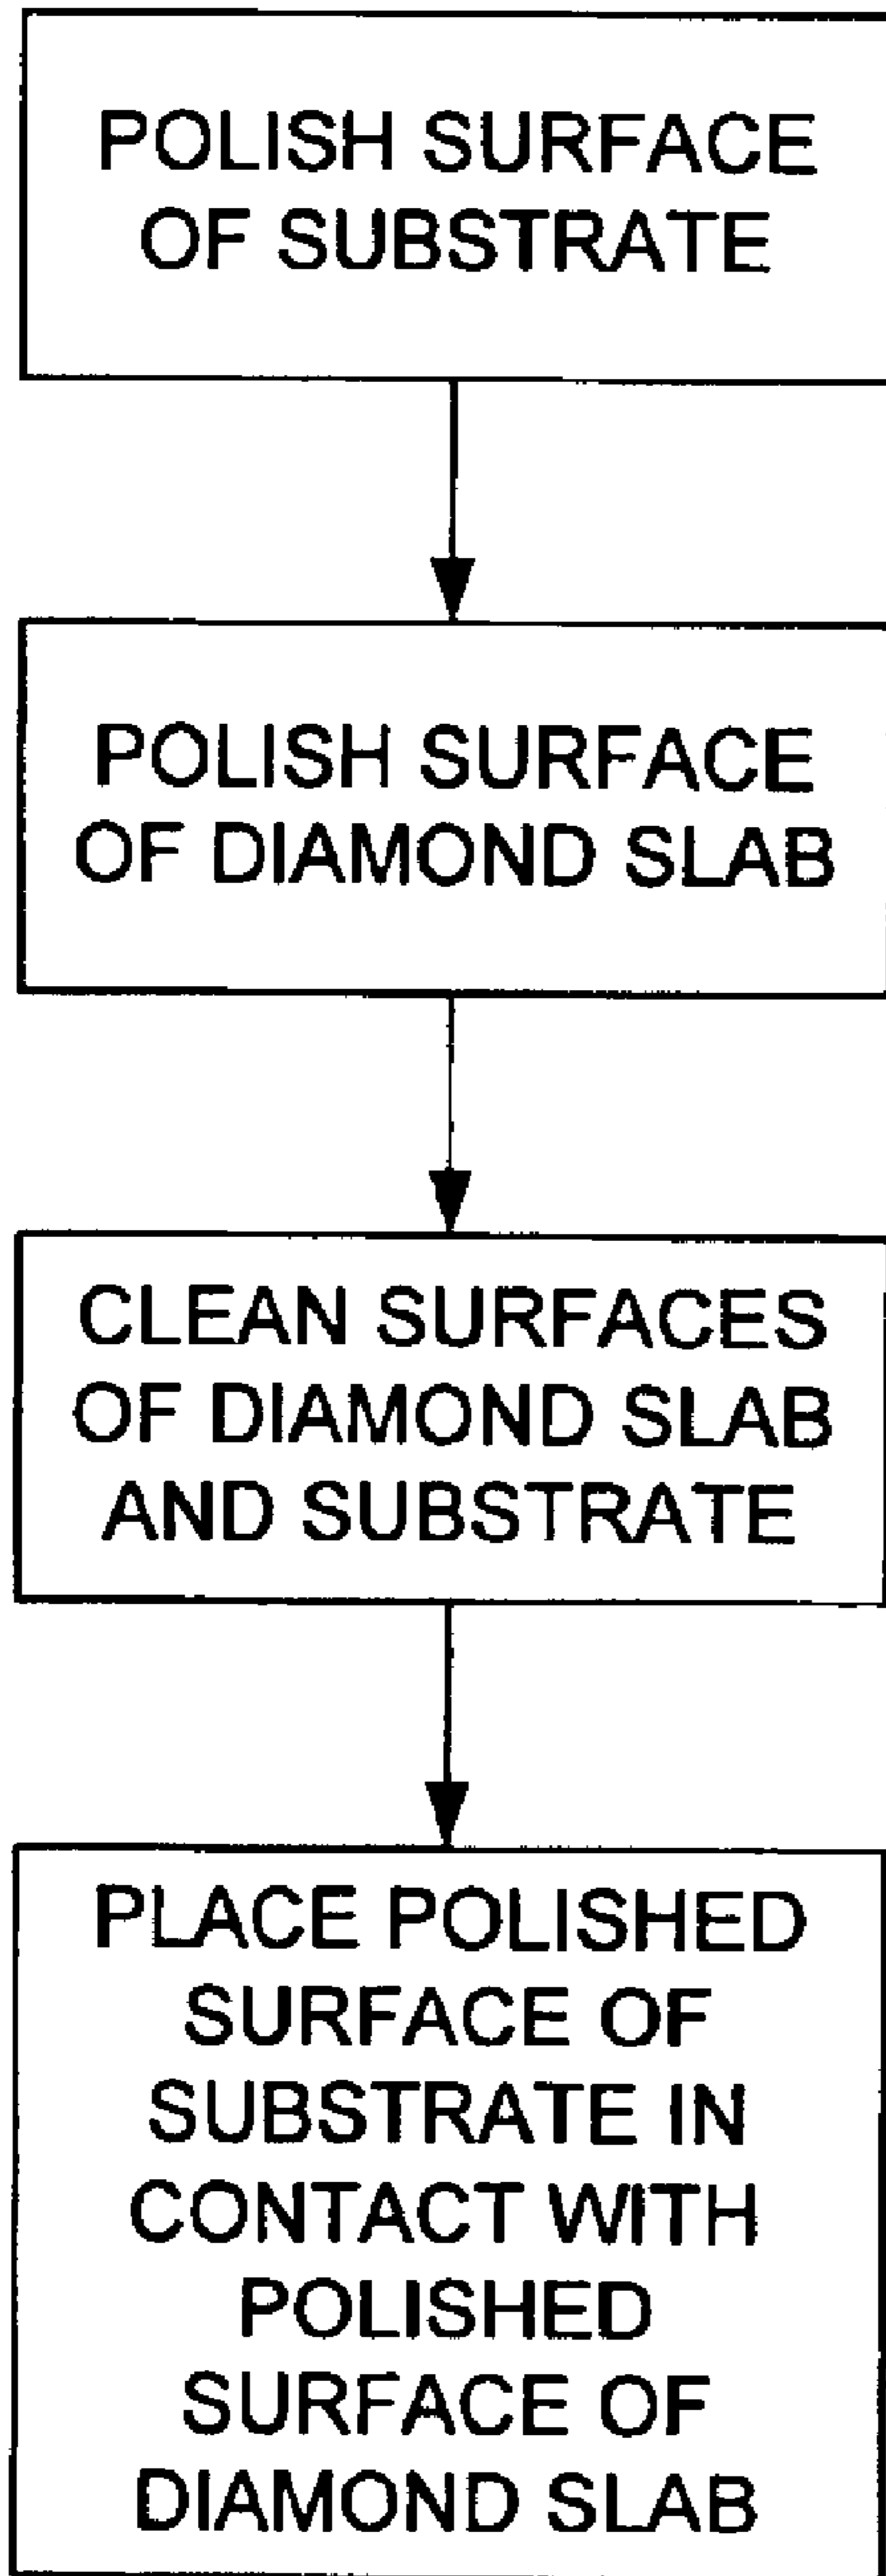 POLISH SURFACE
OF SUBSTRATE
POLISH SURFACE
OF DIAMOND SLAB
CLEAN SURFACES
OF DIAMOND SLAB
AND SUBSTRATE
PLACE POLISHED
SURFACE OF
SUBSTRATE IN
CONTACT WITH
POLISHED
SURFACE OF
DIAMOND SLAB